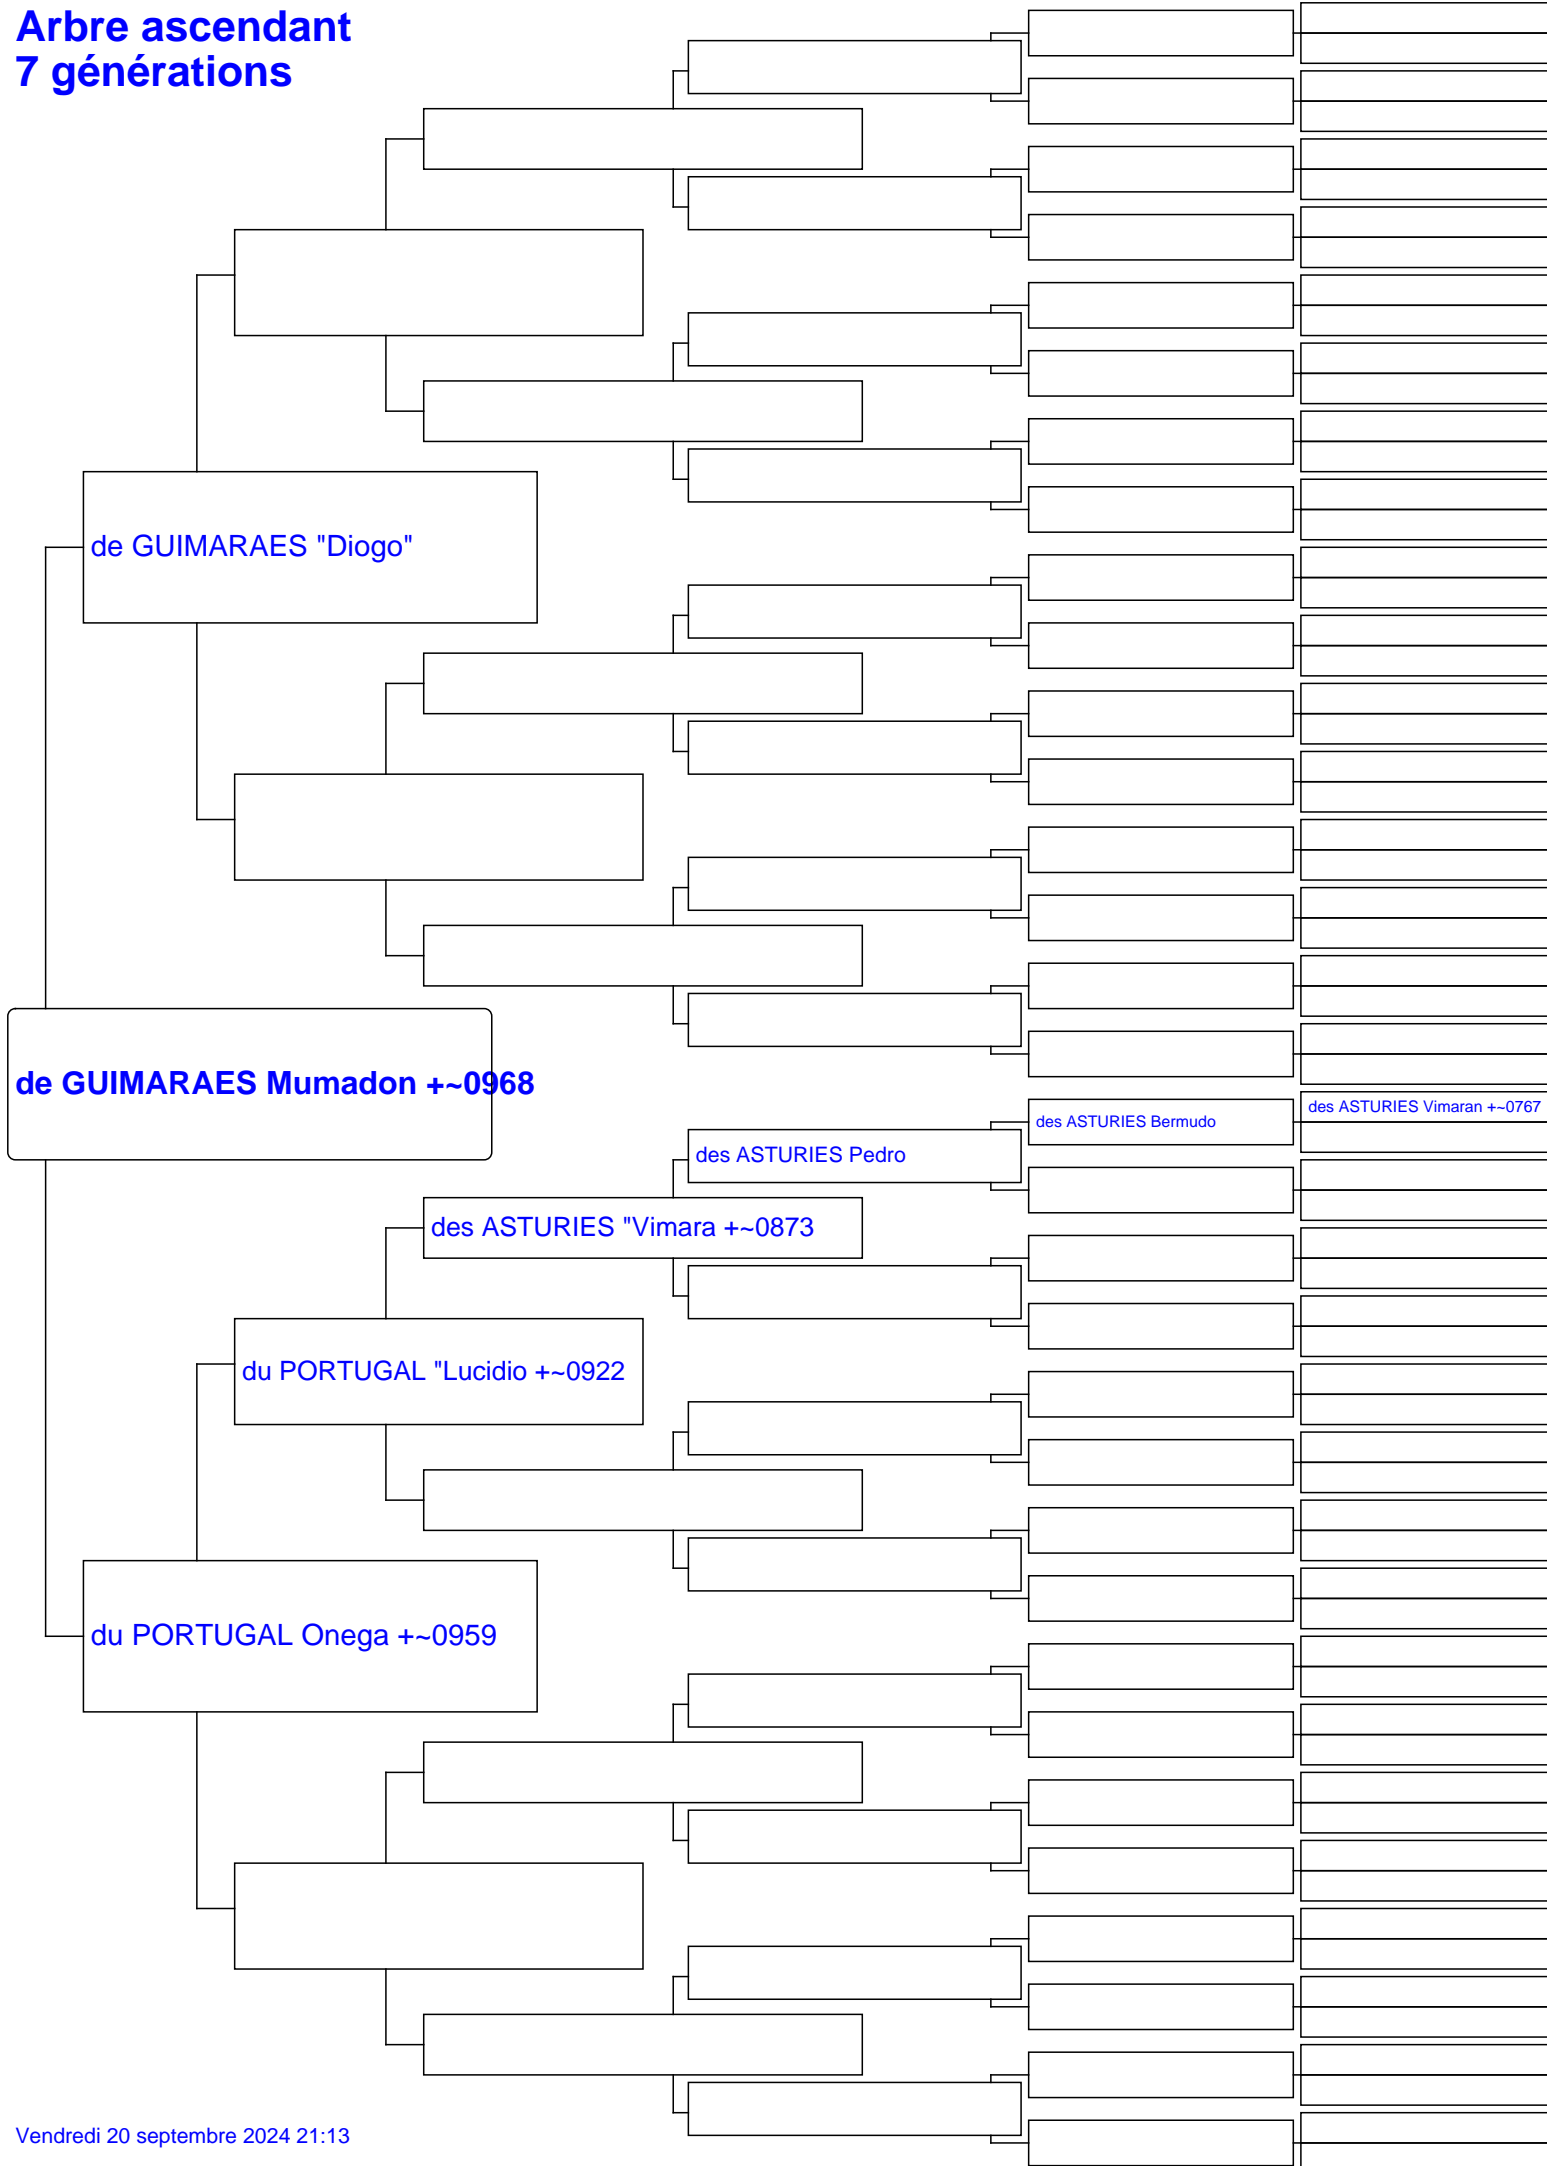 Arbre ascendant
7 générations
de GUIMARAES "Diogo"
de GUIMARAES Mumadon +~0968
des ASTURIES Vimaran +~0767
des ASTURIES Bermudo
des ASTURIES Pedro
des ASTURIES "Vimara +~0873
du PORTUGAL "Lucidio +~0922
du PORTUGAL Onega +~0959
Vendredi 20 septembre 2024 21:13